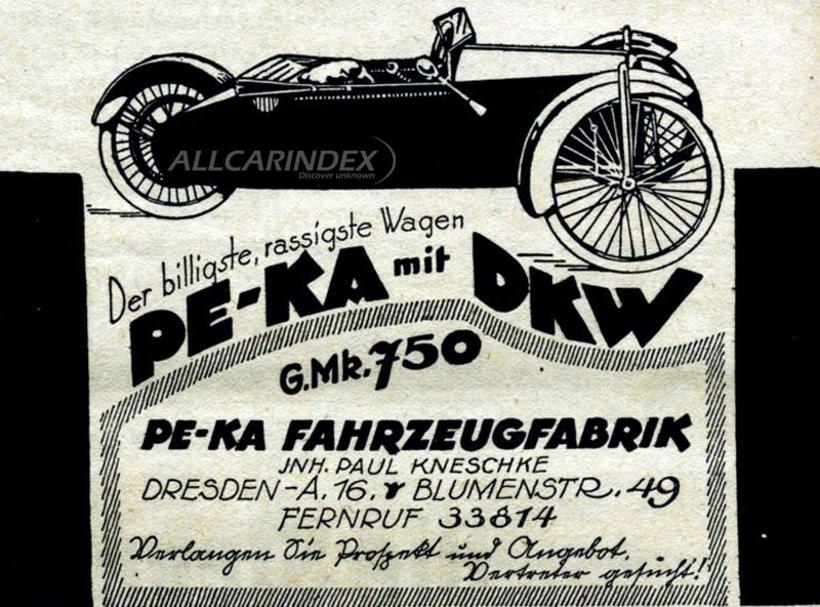 ALLCARINDEX
Discover unknown
Der billigste, rassigste Wagen
PE-KA mit DKW
G.Mk. 750
PE-KA FAHRZEUGFABRIK
JNH. PAUL KNESCHKE
DRESDEN-A. 16. BLUMENSTR. 49
FERNRUF 33814
Verlangen Sie Prospekt und Angebot.
Vertreter gesucht!